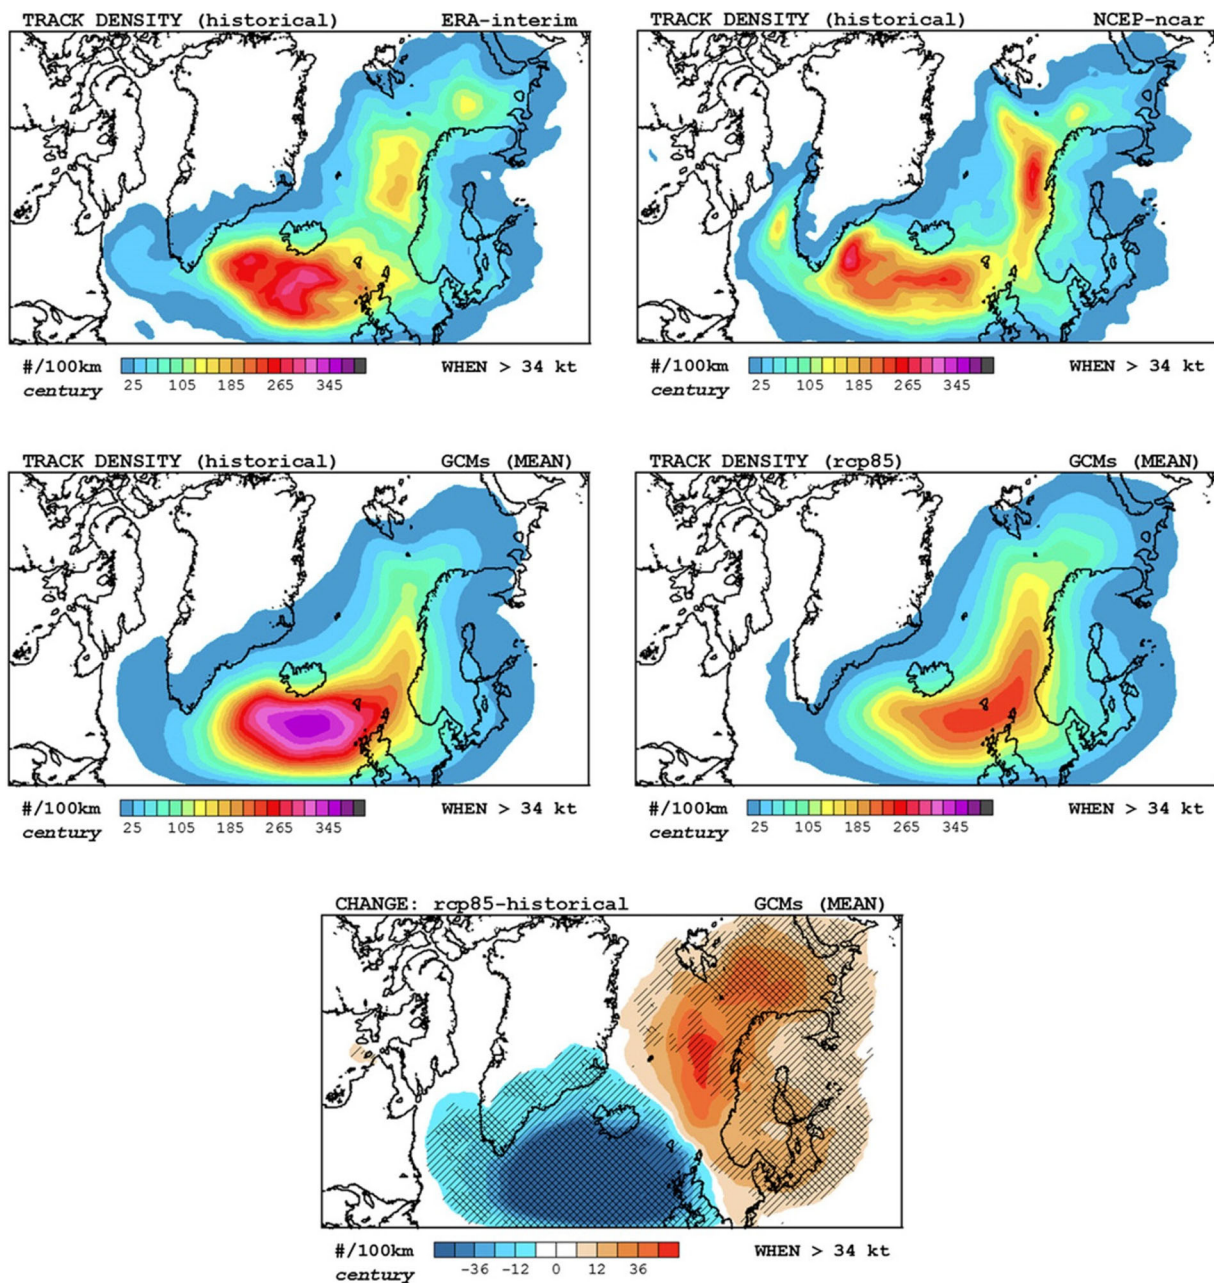 TRACK DENSITY (historical) ERA-interim
TRACK DENSITY (historical) NCEP-ncar
#/100km WHEN > 34 kt
century 25 105 185 265 345
#/100km WHEN > 34 kt
century 25 105 185 265 345
TRACK DENSITY (historical) GCMs (MEAN)
TRACK DENSITY (rcp85) GCMs (MEAN)
#/100km WHEN > 34 kt
century 25 105 185 265 345
#/100km WHEN > 34 kt
century 25 105 185 265 345
CHANGE: rcp85-historical GCMs (MEAN)
#/100km WHEN > 34 kt
century -36 -12 0 12 36